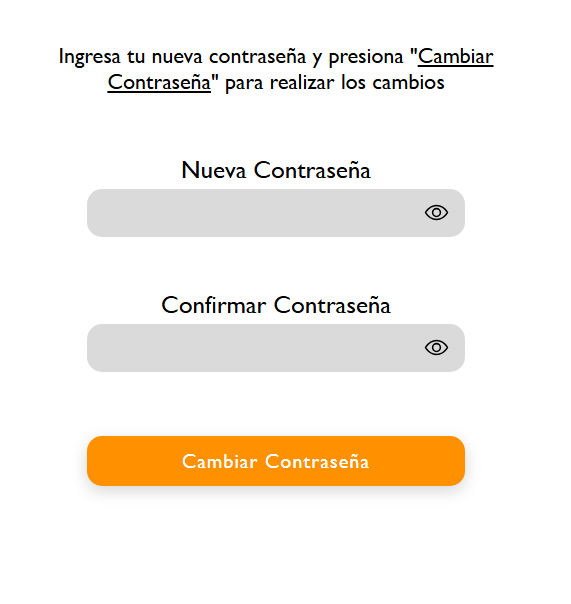 Ingresa tu nueva contraseña y presiona "Cambiar
Contraseña" para realizar los cambios
Nueva Contraseña
Confirmar Contraseña
Cambiar Contraseña